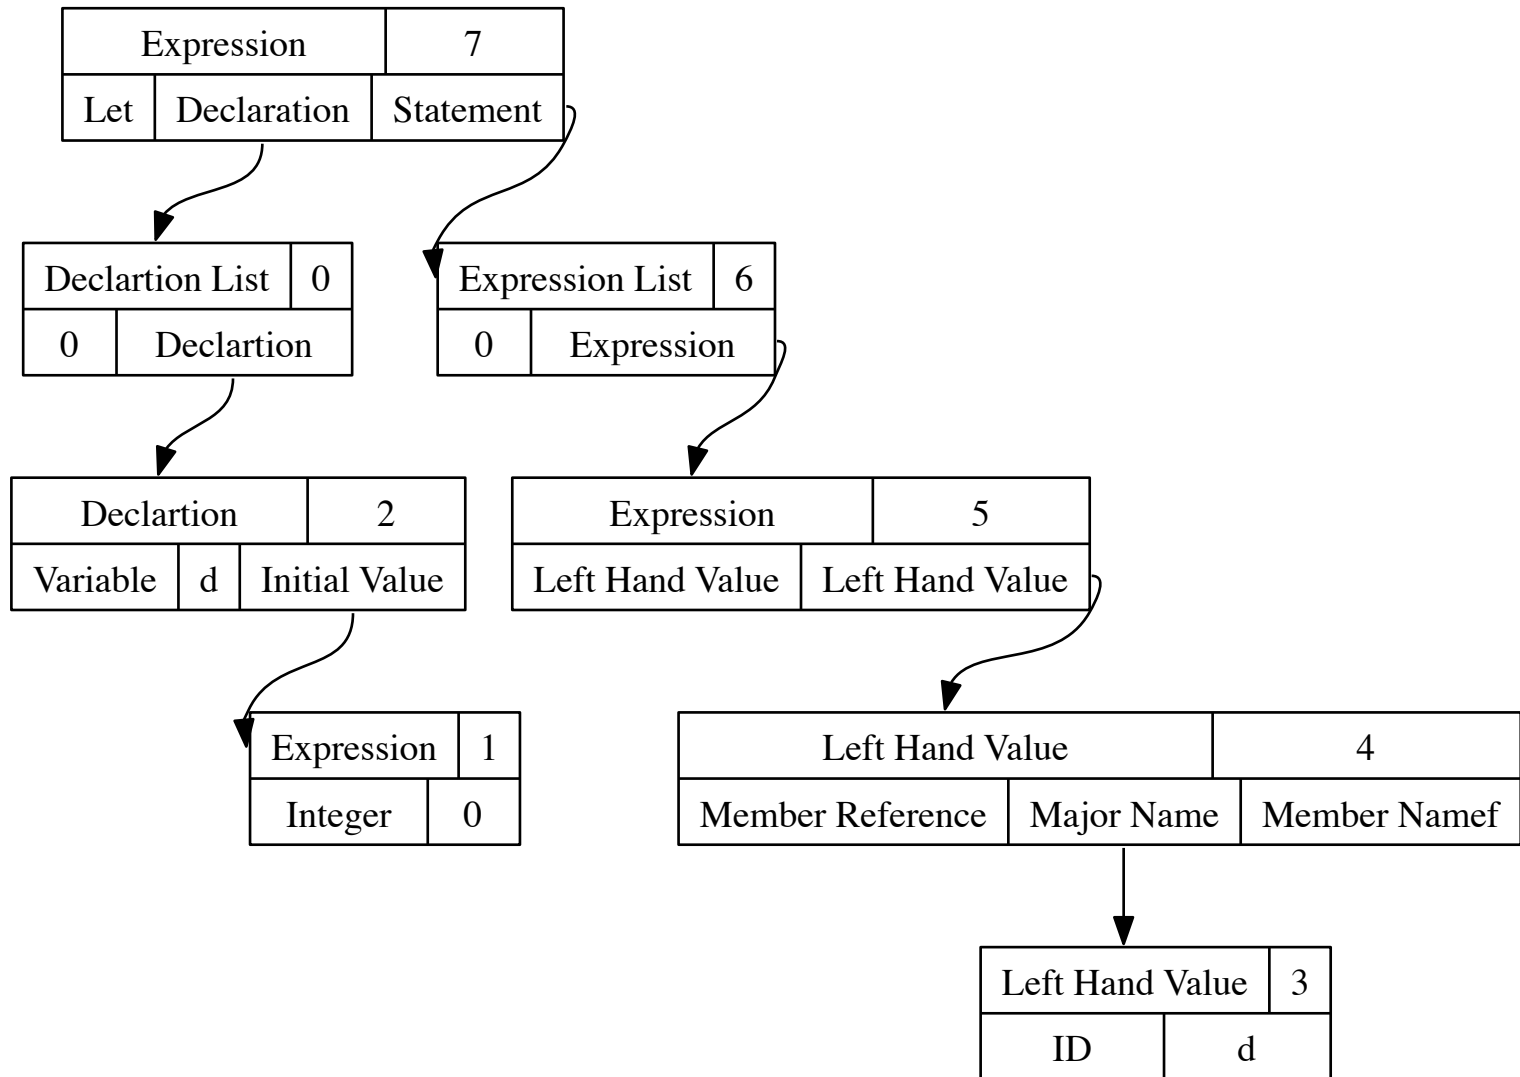 Expression 7
Let Declaration Statement
Declartion List 0
0 Declartion
Expression List 6
0 Expression
Declartion 2
Variable d Initial Value
Expression 5
Left Hand Value Left Hand Value
Expression 1
Integer 0
Left Hand Value 4
Member Reference Major Name Member Namef
Left Hand Value 3
ID d